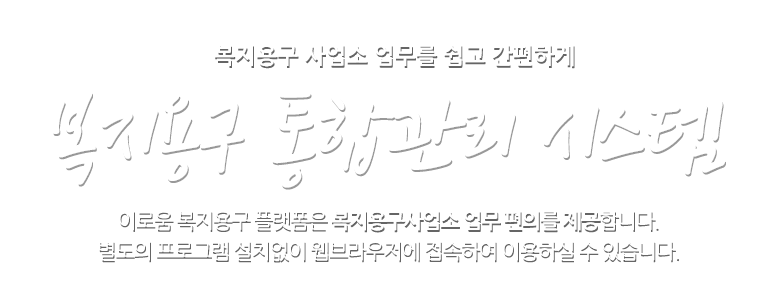 복지용구 사업소 업무를 쉽고 간편하게
복지용구 통합관리 시스템
이로움 복지용구 플랫폼은 복지용구사업소 업무 편의를 제공합니다.
별도의 프로그램 설치없이 웹브라우저에 접속하여 이용하실 수 있습니다.